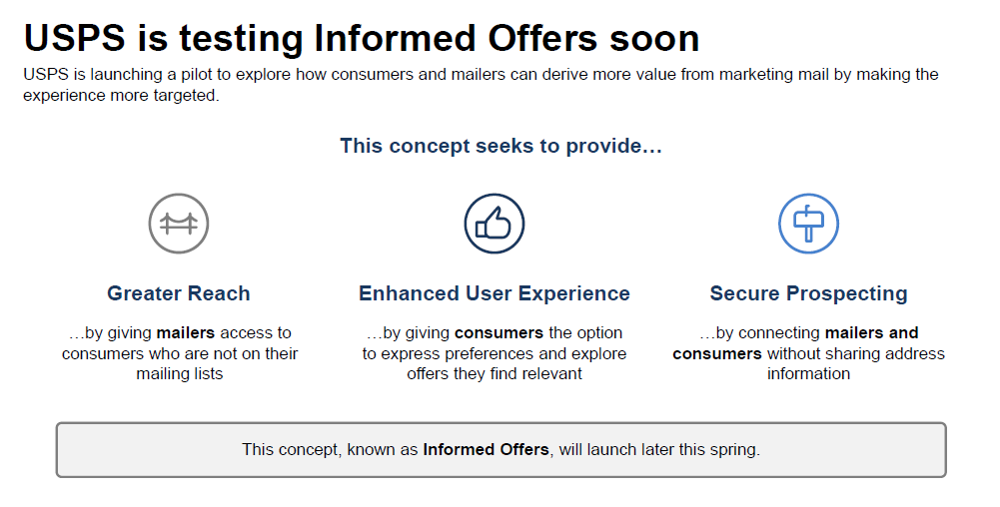 USPS is testing Informed Offers soon
USPS is launching a pilot to explore how consumers and mailers can derive more value from marketing mail by making the
experience more targeted.
This concept seeks to provide…
Greater Reach
…by giving mailers access to
consumers who are not on their
mailing lists
Enhanced User Experience
…by giving consumers the option
to express preferences and explore
offers they find relevant
Secure Prospecting
…by connecting mailers and
consumers without sharing address
information
This concept, known as Informed Offers, will launch later this spring.